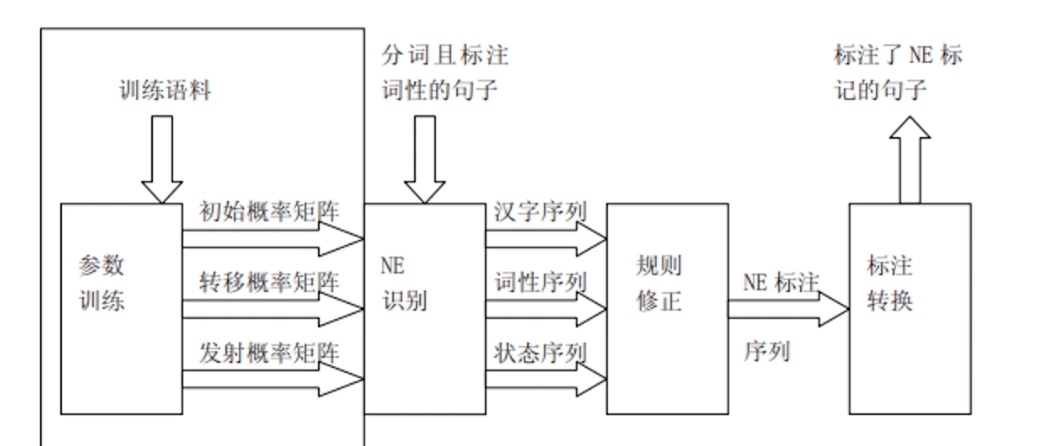 训练语料
分词且标注
词性的句子
标注了 NE 标
记的句子
参数
训练
初始概率矩阵
转移概率矩阵
发射概率矩阵
NE
识别
汉字序列
词性序列
状态序列
规则
修正
NE 标注
序列
标注
转换